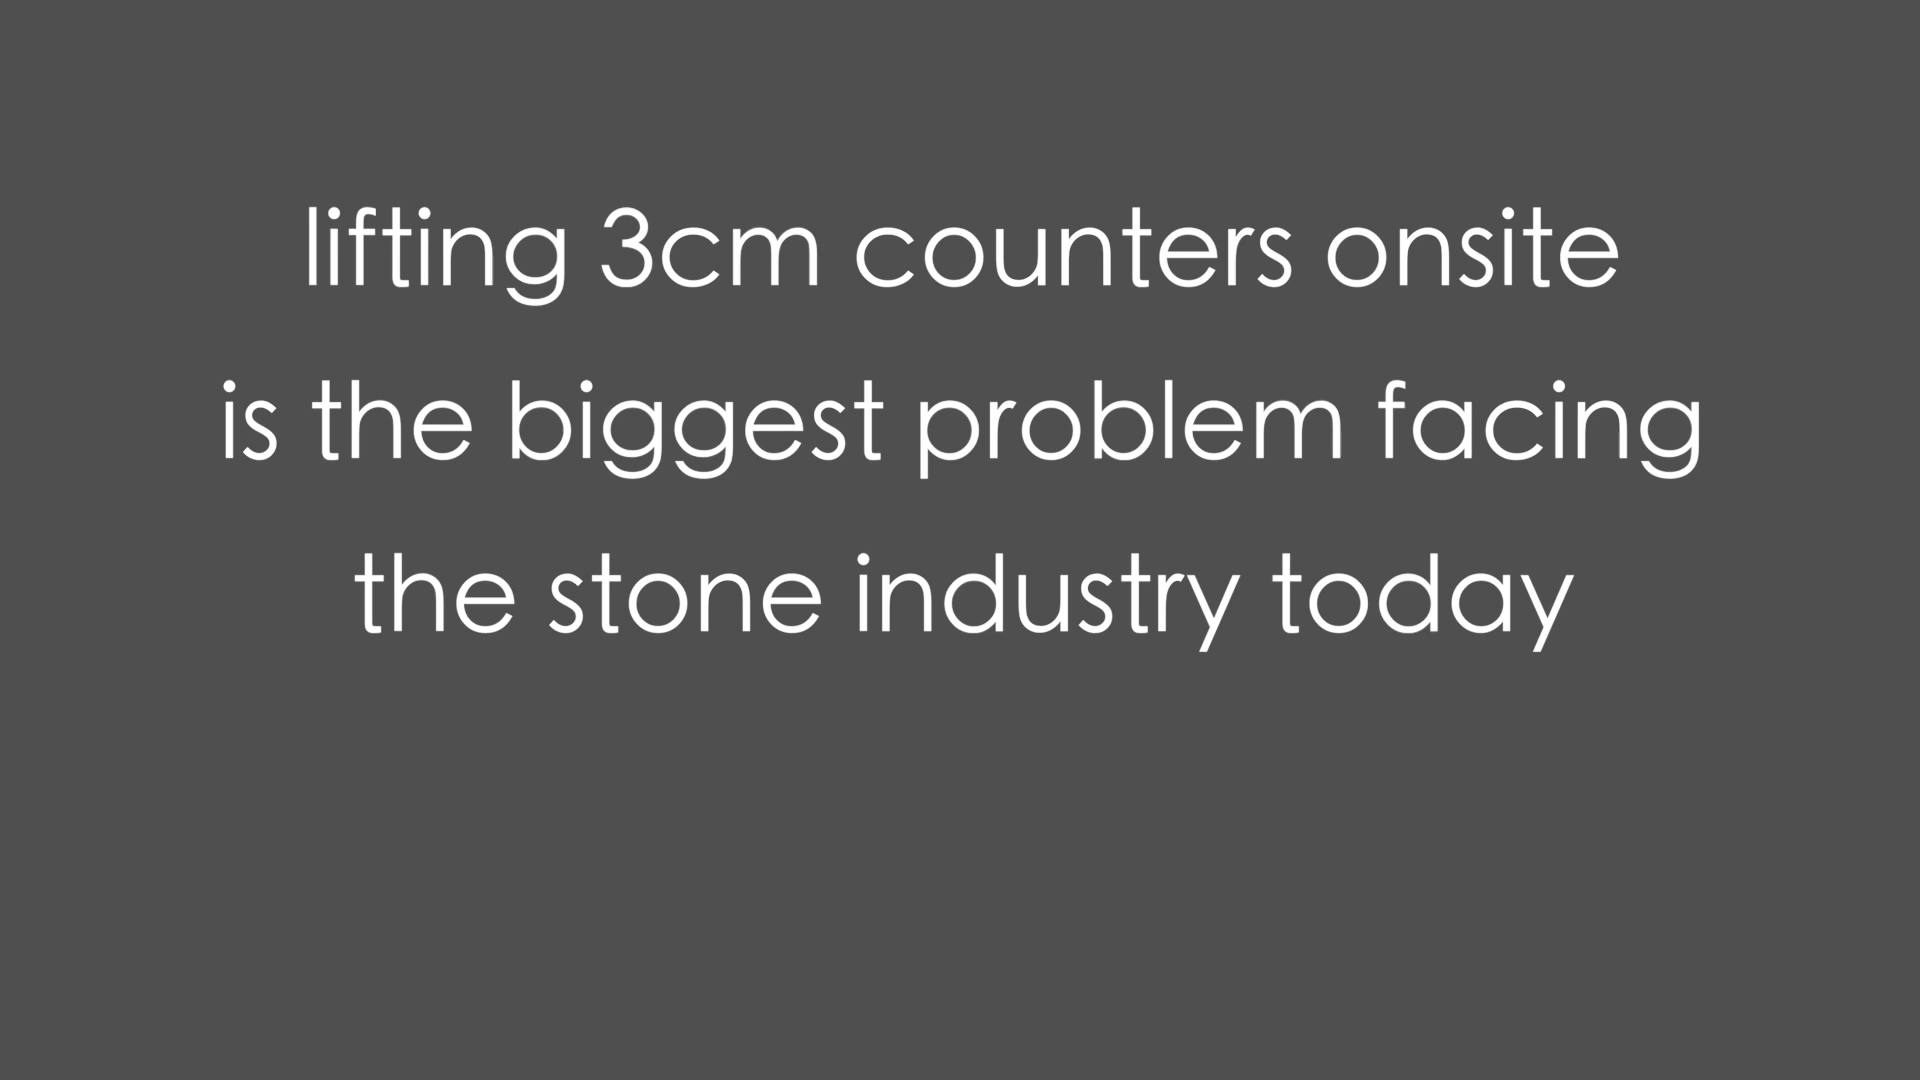 lifting 3cm counters onsite
is the biggest problem facing
the stone industry today